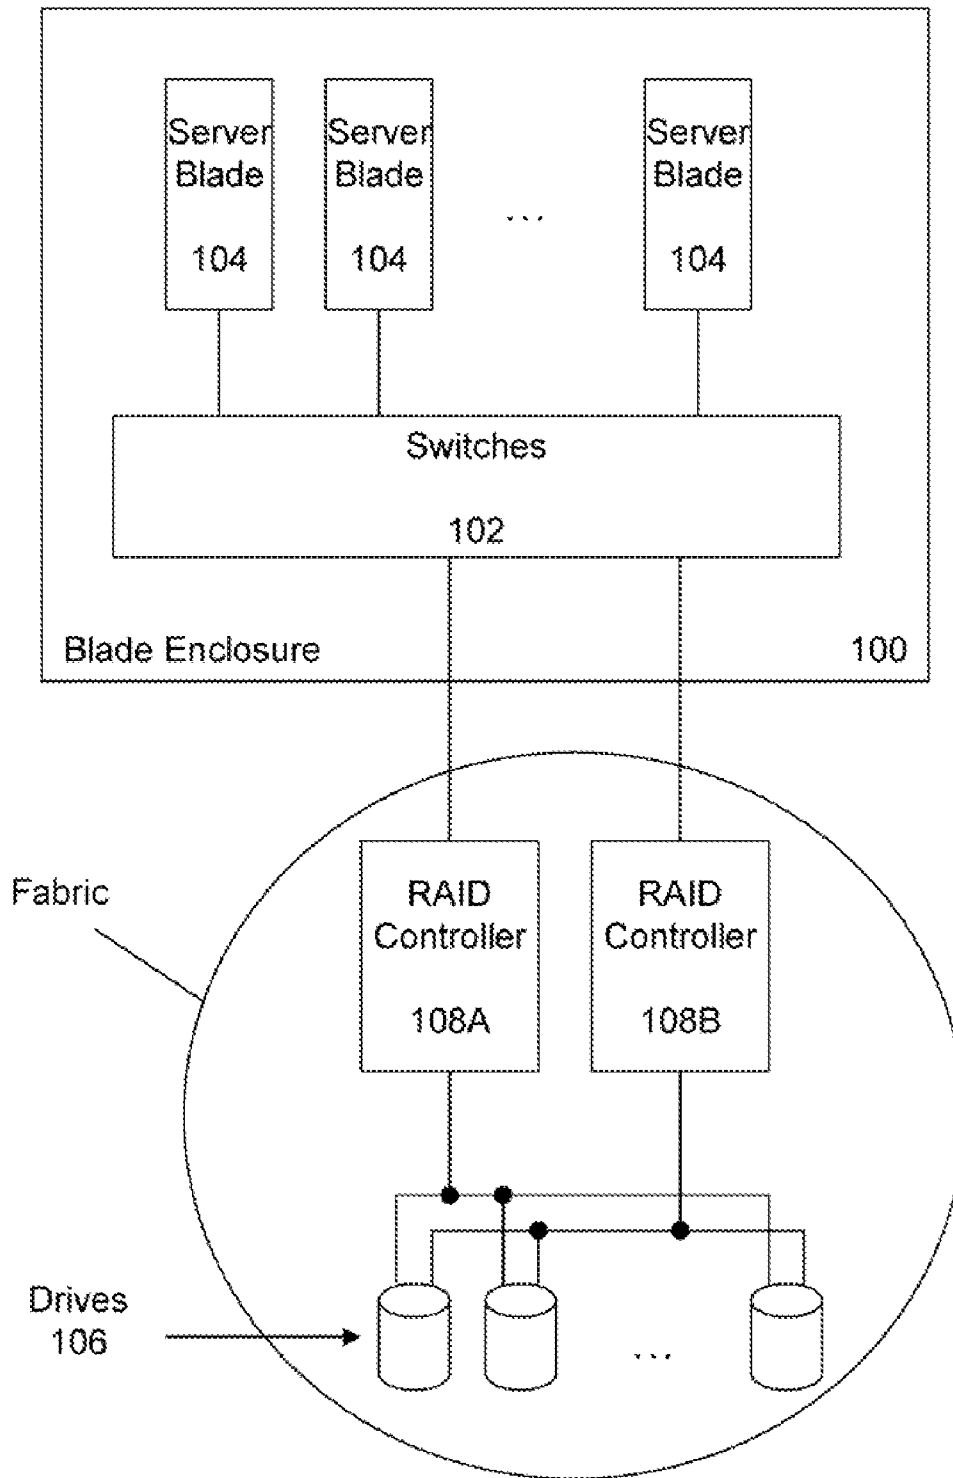 Server
Blade
104
Server
Blade
104
...
Server
Blade
104
Switches
102
Blade Enclosure
100
Fabric
RAID
Controller
108A
RAID
Controller
108B
Drives
106
...